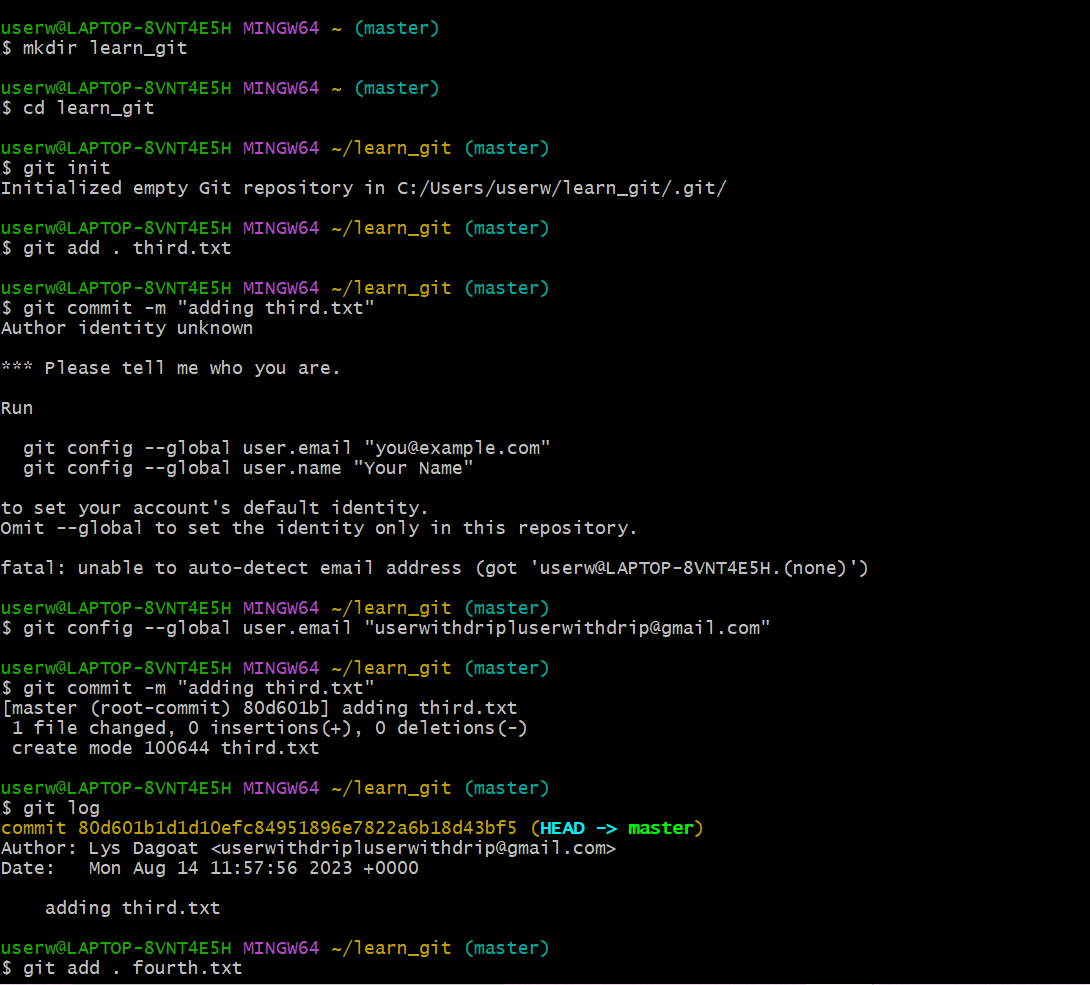 userw@LAPTOP-8VNT4E5H MINGW64 ~ (master)
$ mkdir learn_git
userw@LAPTOP-8VNT4E5H MINGW64 ~ (master)
$ cd learn_git
userw@LAPTOP-8VNT4E5H MINGW64 ~/learn_git (master)
$ git init
Initialized empty Git repository in C:/Users/userw/learn_git/.git/
userw@LAPTOP-8VNT4E5H MINGW64 ~/learn_git (master)
$ git add . third.txt
userw@LAPTOP-8VNT4E5H MINGW64 ~/learn_git (master)
$ git commit -m "adding third.txt"
Author identity unknown
*** Please tell me who you are.
Run
  git config --global user.email "you@example.com"
  git config --global user.name "Your Name"
to set your account's default identity.
Omit --global to set the identity only in this repository.
fatal: unable to auto-detect email address (got 'userw@LAPTOP-8VNT4E5H.(none)')
userw@LAPTOP-8VNT4E5H MINGW64 ~/learn_git (master)
$ git config --global user.email "userwithdripluserwithdrip@gmail.com"
userw@LAPTOP-8VNT4E5H MINGW64 ~/learn_git (master)
$ git commit -m "adding third.txt"
[master (root-commit) 80d601b] adding third.txt
 1 file changed, 0 insertions(+), 0 deletions(-)
 create mode 100644 third.txt
userw@LAPTOP-8VNT4E5H MINGW64 ~/learn_git (master)
$ git log
commit 80d601b1d1d10efc84951896e7822a6b18d43bf5 (HEAD -> master)
Author: Lys Dagoat <userwithdripluserwithdrip@gmail.com>
Date:   Mon Aug 14 11:57:56 2023 +0000
    adding third.txt
userw@LAPTOP-8VNT4E5H MINGW64 ~/learn_git (master)
$ git add . fourth.txt